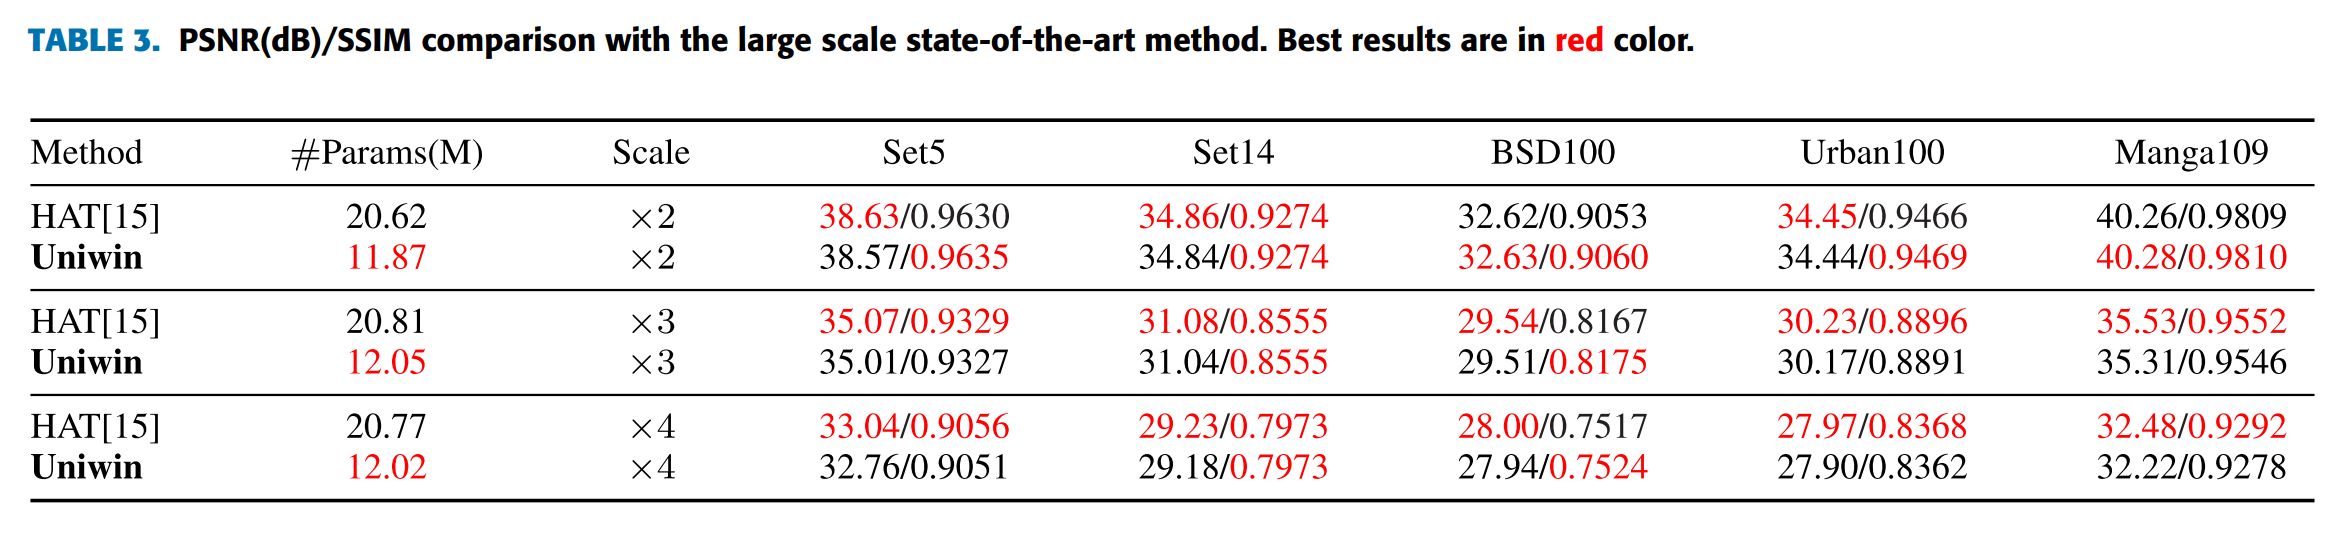 TABLE 3. PSNR(dB)/SSIM comparison with the large scale state-of-the-art method. Best results are in red color.
Method #Params(M) Scale Set5 Set14 BSD100 Urban100 Manga109
HAT[15] 20.62 ×2 38.63/0.9630 34.86/0.9274 32.62/0.9053 34.45/0.9466 40.26/0.9809
Uniwin 11.87 ×2 38.57/0.9635 34.84/0.9274 32.63/0.9060 34.44/0.9469 40.28/0.9810
HAT[15] 20.81 ×3 35.07/0.9329 31.08/0.8555 29.54/0.8167 30.23/0.8896 35.53/0.9552
Uniwin 12.05 ×3 35.01/0.9327 31.04/0.8555 29.51/0.8175 30.17/0.8891 35.31/0.9546
HAT[15] 20.77 ×4 33.04/0.9056 29.23/0.7973 28.00/0.7517 27.97/0.8368 32.48/0.9292
Uniwin 12.02 ×4 32.76/0.9051 29.18/0.7973 27.94/0.7524 27.90/0.8362 32.22/0.9278